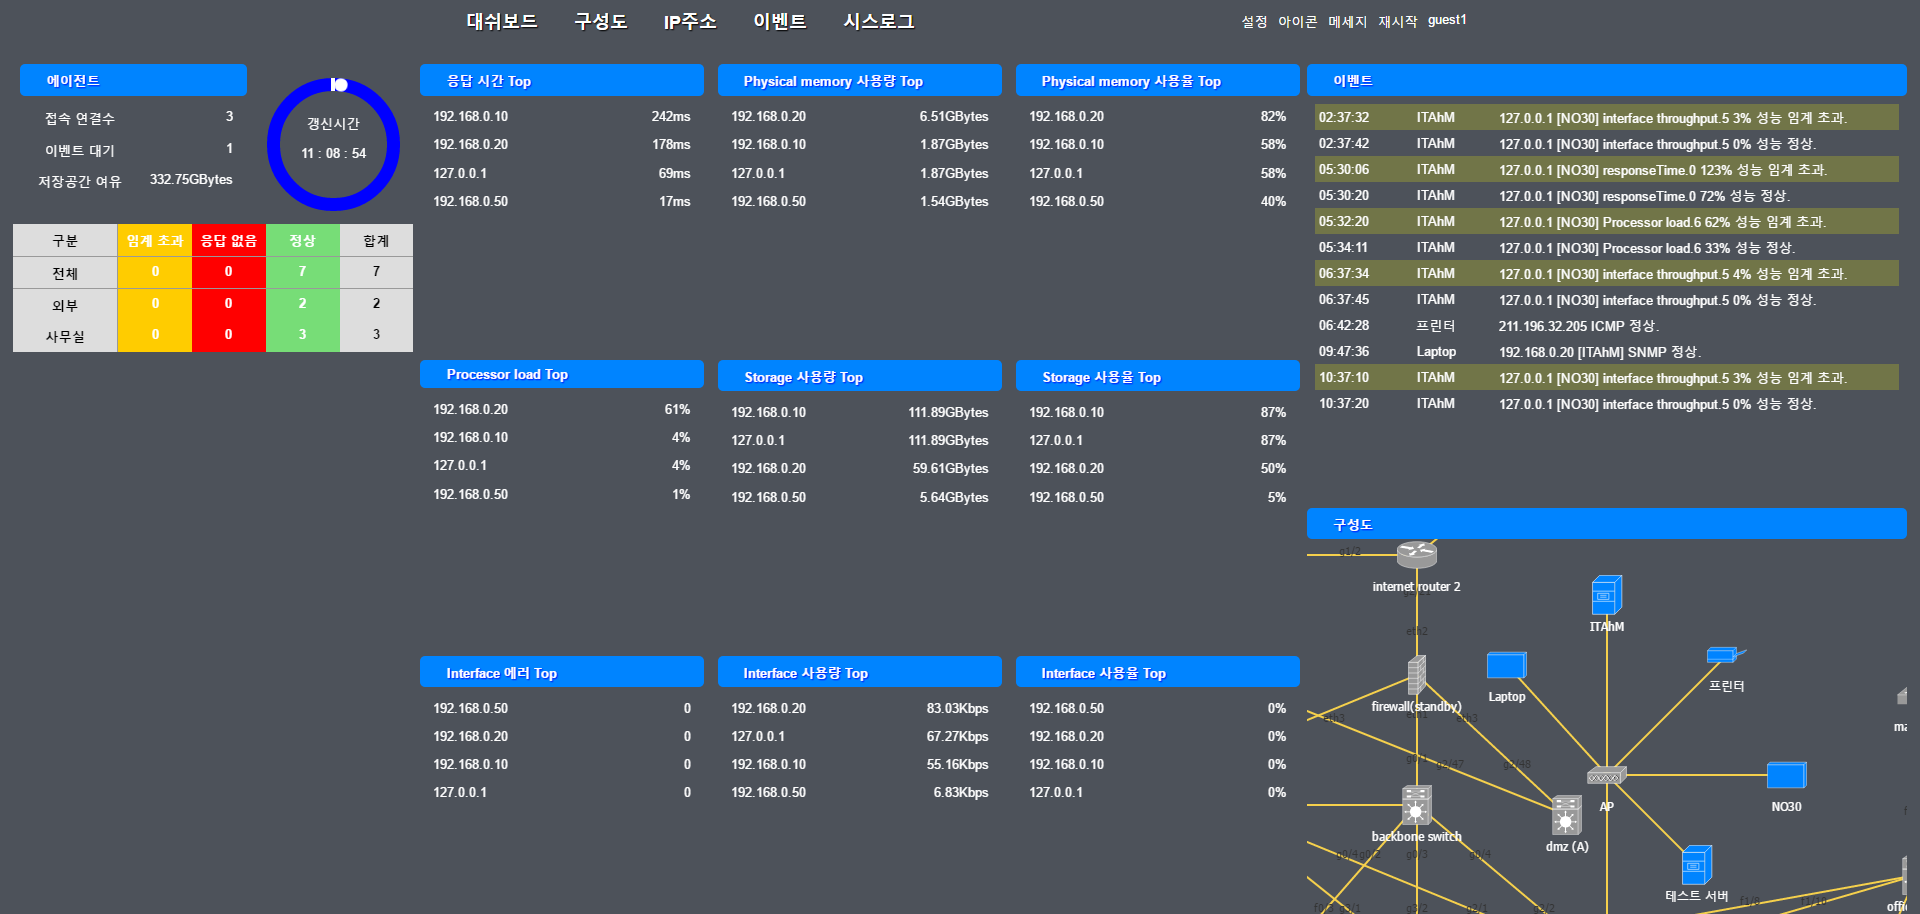 대쉬보드 구성도 IP주소 이벤트 시스로그
설정 아이콘 메세지 재시작 guest1
에이전트
접속 연결수 3
이벤트 대기 1
저장공간 여유 332.75GBytes
갱신시간
11 : 08 : 54
구분 임계 초과 응답 없음 정상 합계
전체 0 0 7 7
외부 0 0 2 2
사무실 0 0 3 3
응답 시간 Top
192.168.0.10 242ms
192.168.0.20 178ms
127.0.0.1 69ms
192.168.0.50 17ms
Physical memory 사용량 Top
192.168.0.20 6.51GBytes
192.168.0.10 1.87GBytes
127.0.0.1 1.87GBytes
192.168.0.50 1.54GBytes
Physical memory 사용율 Top
192.168.0.20 82%
192.168.0.10 58%
127.0.0.1 58%
192.168.0.50 40%
Processor load Top
192.168.0.20 61%
192.168.0.10 4%
127.0.0.1 4%
192.168.0.50 1%
Storage 사용량 Top
192.168.0.10 111.89GBytes
127.0.0.1 111.89GBytes
192.168.0.20 59.61GBytes
192.168.0.50 5.64GBytes
Storage 사용율 Top
192.168.0.10 87%
127.0.0.1 87%
192.168.0.20 50%
192.168.0.50 5%
Interface 에러 Top
192.168.0.50 0
192.168.0.20 0
192.168.0.10 0
127.0.0.1 0
Interface 사용량 Top
192.168.0.20 83.03Kbps
127.0.0.1 67.27Kbps
192.168.0.10 55.16Kbps
192.168.0.50 6.83Kbps
Interface 사용율 Top
192.168.0.50 0%
192.168.0.20 0%
192.168.0.10 0%
127.0.0.1 0%
이벤트
02:37:32 ITAhM 127.0.0.1 [NO30] interface throughput.5 3% 성능 임계 초과.
02:37:42 ITAhM 127.0.0.1 [NO30] interface throughput.5 0% 성능 정상.
05:30:06 ITAhM 127.0.0.1 [NO30] responseTime.0 123% 성능 임계 초과.
05:30:20 ITAhM 127.0.0.1 [NO30] responseTime.0 72% 성능 정상.
05:32:20 ITAhM 127.0.0.1 [NO30] Processor load.6 62% 성능 임계 초과.
05:34:11 ITAhM 127.0.0.1 [NO30] Processor load.6 33% 성능 정상.
06:37:34 ITAhM 127.0.0.1 [NO30] interface throughput.5 4% 성능 임계 초과.
06:37:45 ITAhM 127.0.0.1 [NO30] interface throughput.5 0% 성능 정상.
06:42:28 프린터 211.196.32.205 ICMP 정상.
09:47:36 Laptop 192.168.0.20 [ITAhM] SNMP 정상.
10:37:10 ITAhM 127.0.0.1 [NO30] interface throughput.5 3% 성능 임계 초과.
10:37:20 ITAhM 127.0.0.1 [NO30] interface throughput.5 0% 성능 정상.
구성도
g1/2
internet router 2
ITAhM
eth2
Laptop
프린터
firewall(standby)
eth3
eth1
eth3
g2/47
g2/48
AP
NO30
backbone switch
dmz (A)
g0/4
g0/3
g0/4
테스트 서버
g3/1
g3/2
g2/1
g2/2
f1/8
f1/10